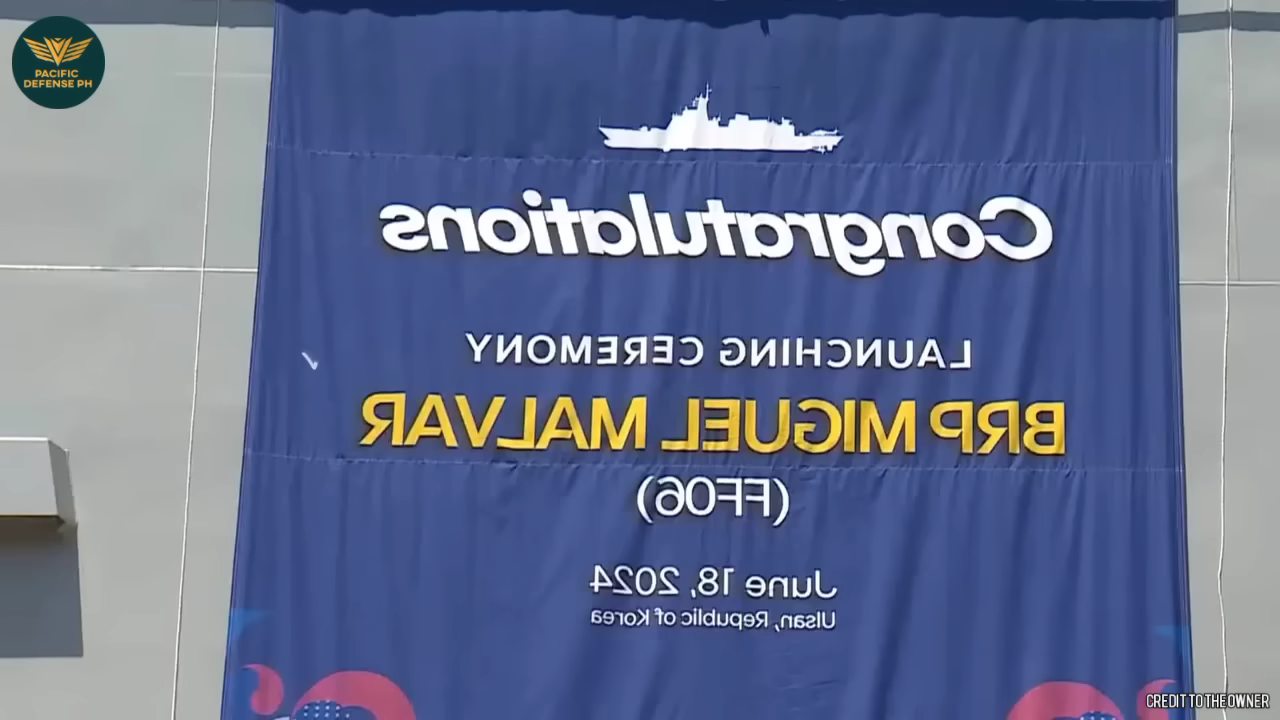 PACIFIC
DEFENSE PH
Congratulations
LAUNCHING CEREMONY
BRP MIGUEL MALVAR
(FF06)
June 18, 2024
Ulsan, Republic of Korea
CREDIT TO THE OWNER